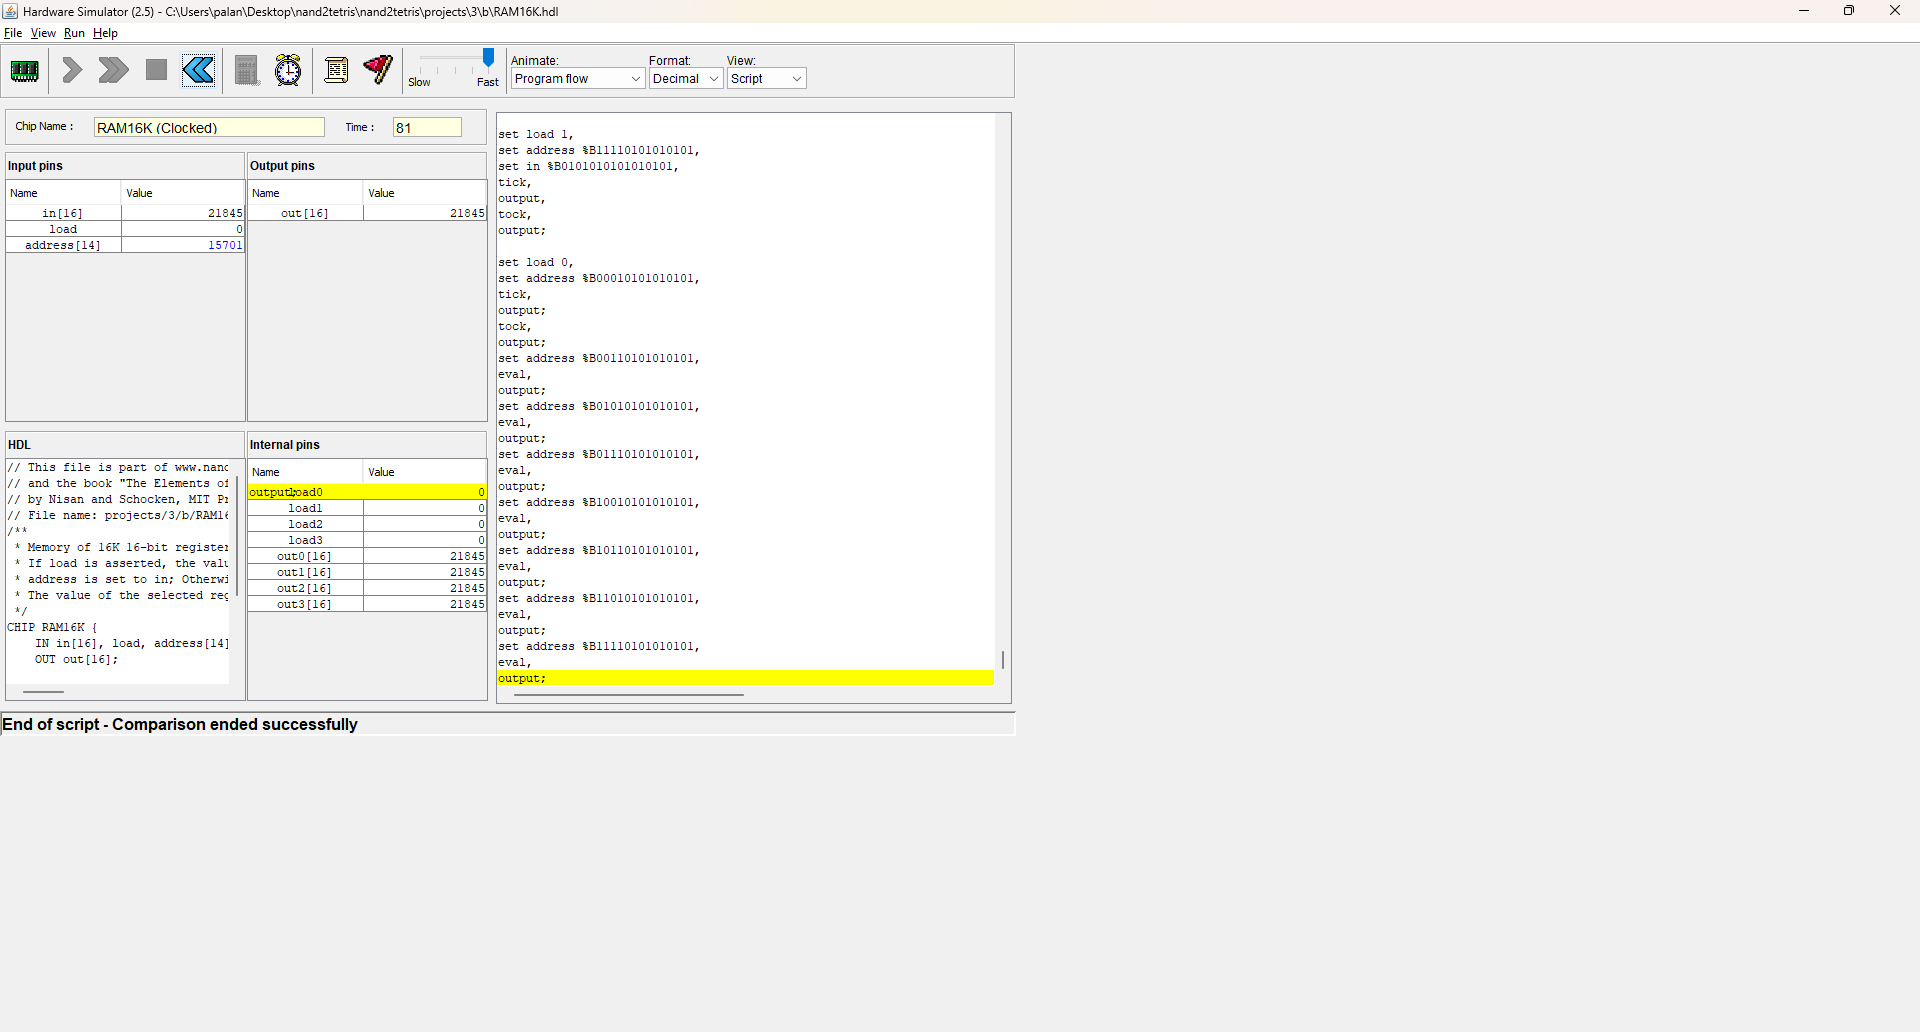 Hardware Simulator (2.5) - C:\Users\palan\Desktop\nand2tetris\nand2tetris\projects\3\b\RAM16K.hdl
File View Run Help
Slow Fast
Animate: Format: View:
Program flow Decimal Script
Chip Name : RAM16K (Clocked) Time : 81
Input pins
Name Value
in[16] 21845
load 0
address[14] 15701
Output pins
Name Value
out[16] 21845
HDL
// This file is part of www.nand
// and the book "The Elements of
// by Nisan and Schocken, MIT Pr
// File name: projects/3/b/RAM16
/**
* Memory of 16K 16-bit register
* If load is asserted, the valu
* address is set to in; Otherwi
* The value of the selected reg
*/
CHIP RAM16K {
IN in[16], load, address[14]
OUT out[16];
Internal pins
Name Value
output; load0 0
load1 0
load2 0
load3 0
out0[16] 21845
out1[16] 21845
out2[16] 21845
out3[16] 21845
set load 1,
set address %B11110101010101,
set in %B0101010101010101,
tick,
output,
tock,
output;
set load 0,
set address %B00010101010101,
tick,
output;
tock,
output;
set address %B00110101010101,
eval,
output;
set address %B01010101010101,
eval,
output;
set address %B01110101010101,
eval,
output;
set address %B10010101010101,
eval,
output;
set address %B10110101010101,
eval,
output;
set address %B11010101010101,
eval,
output;
set address %B11110101010101,
eval,
output;
End of script - Comparison ended successfully